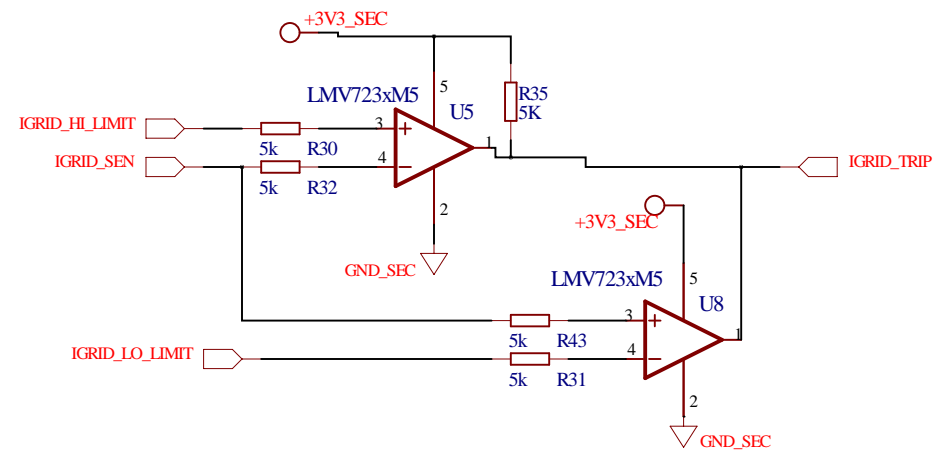 +3V3_SEC
LMV723xM5
5
U5
R35
5K
IGRID_HI_LIMIT
5k
R30
3
+
1
IGRID_SEN
5k
R32
4
−
IGRID_TRIP
2
GND_SEC
+3V3_SEC
LMV723xM5
5
U8
5k
R43
3
+
1
IGRID_LO_LIMIT
5k
R31
4
−
2
GND_SEC